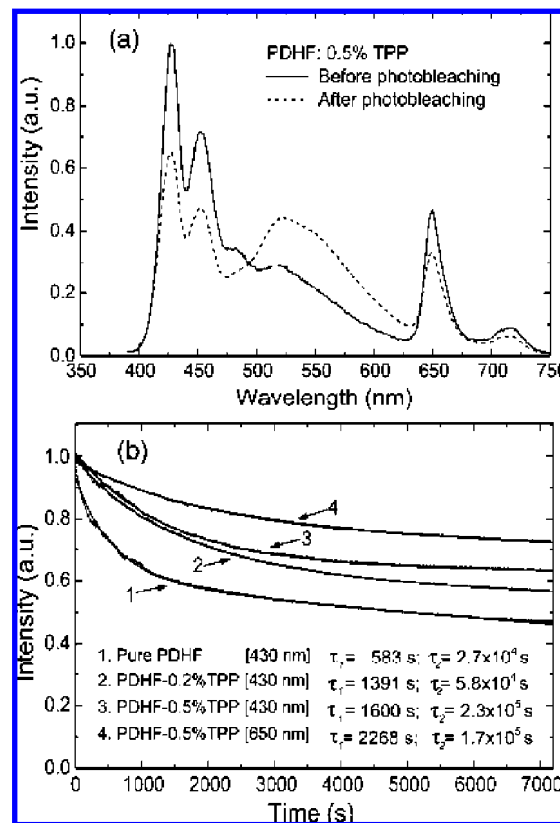 (a)
PDHF: 0.5% TPP
Before photobleaching
After photobleaching
Intensity (a.u.)
1.0
0.8
0.6
0.4
0.2
0.0
350 400 450 500 550 600 650 700 750
Wavelength (nm)
(b)
Intensity (a.u.)
1.0
0.8
0.6
0.4
0.2
0.0
4
3
2
1
1. Pure PDHF [430 nm] τ₁= 583 s; τ₂= 2.7x10⁴ s
2. PDHF-0.2%TPP [430 nm] τ₁= 1391 s; τ₂= 5.8x10⁴ s
3. PDHF-0.5%TPP [430 nm] τ₁= 1600 s; τ₂= 2.3x10⁵ s
4. PDHF-0.5%TPP [650 nm] τ₁= 2268 s; τ₂= 1.7x10⁵ s
0 1000 2000 3000 4000 5000 6000 7000
Time (s)